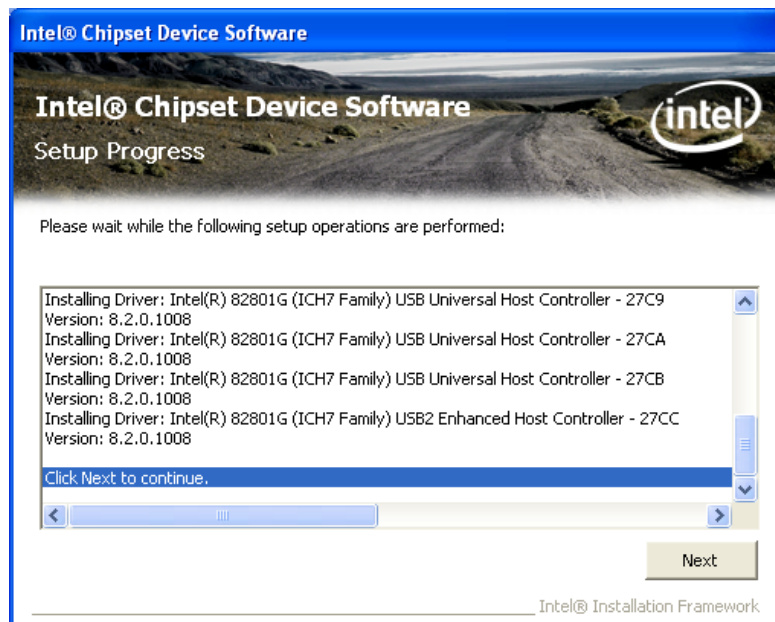 Intel® Chipset Device Software
Intel® Chipset Device Software
intel
Setup Progress
Please wait while the following setup operations are performed:
Installing Driver: Intel(R) 82801G (ICH7 Family) USB Universal Host Controller - 27C9
Version: 8.2.0.1008
Installing Driver: Intel(R) 82801G (ICH7 Family) USB Universal Host Controller - 27CA
Version: 8.2.0.1008
Installing Driver: Intel(R) 82801G (ICH7 Family) USB Universal Host Controller - 27CB
Version: 8.2.0.1008
Installing Driver: Intel(R) 82801G (ICH7 Family) USB2 Enhanced Host Controller - 27CC
Version: 8.2.0.1008
Click Next to continue.
Next
Intel® Installation Framework